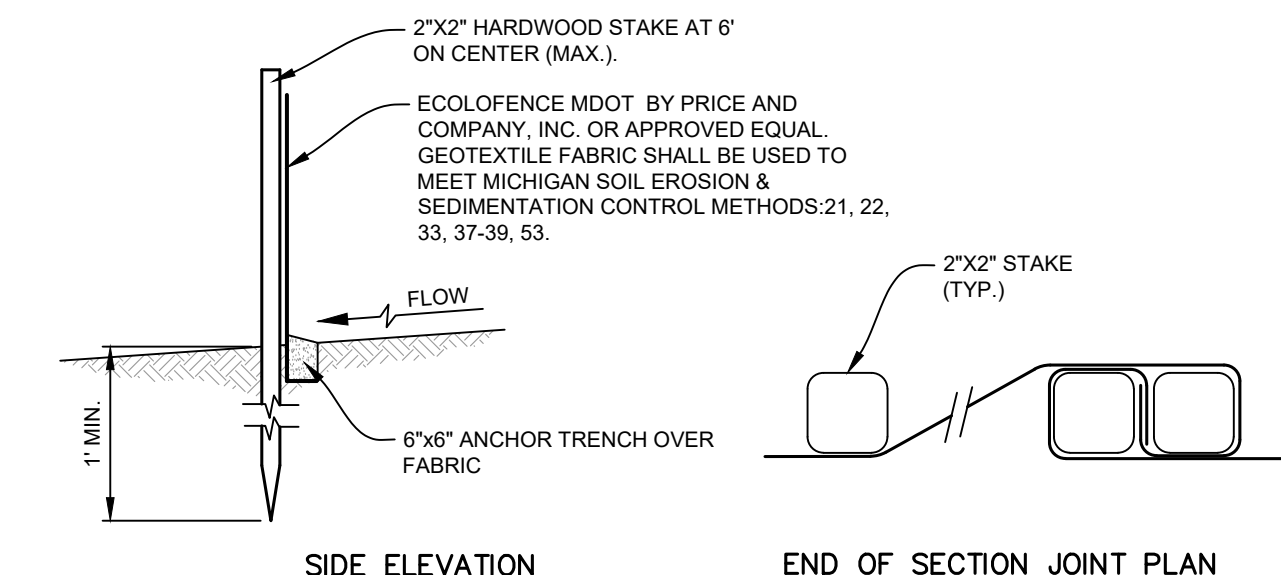 2"X2" HARDWOOD STAKE AT 6'
ON CENTER (MAX.).
ECOLOFENCE MDOT BY PRICE AND
COMPANY, INC. OR APPROVED EQUAL.
GEOTEXTILE FABRIC SHALL BE USED TO
MEET MICHIGAN SOIL EROSION &
SEDIMENTATION CONTROL METHODS:21, 22,
33, 37-39, 53.
FLOW
1' MIN.
6"x6" ANCHOR TRENCH OVER
FABRIC
SIDE ELEVATION
2"X2" STAKE
(TYP.)
END OF SECTION JOINT PLAN